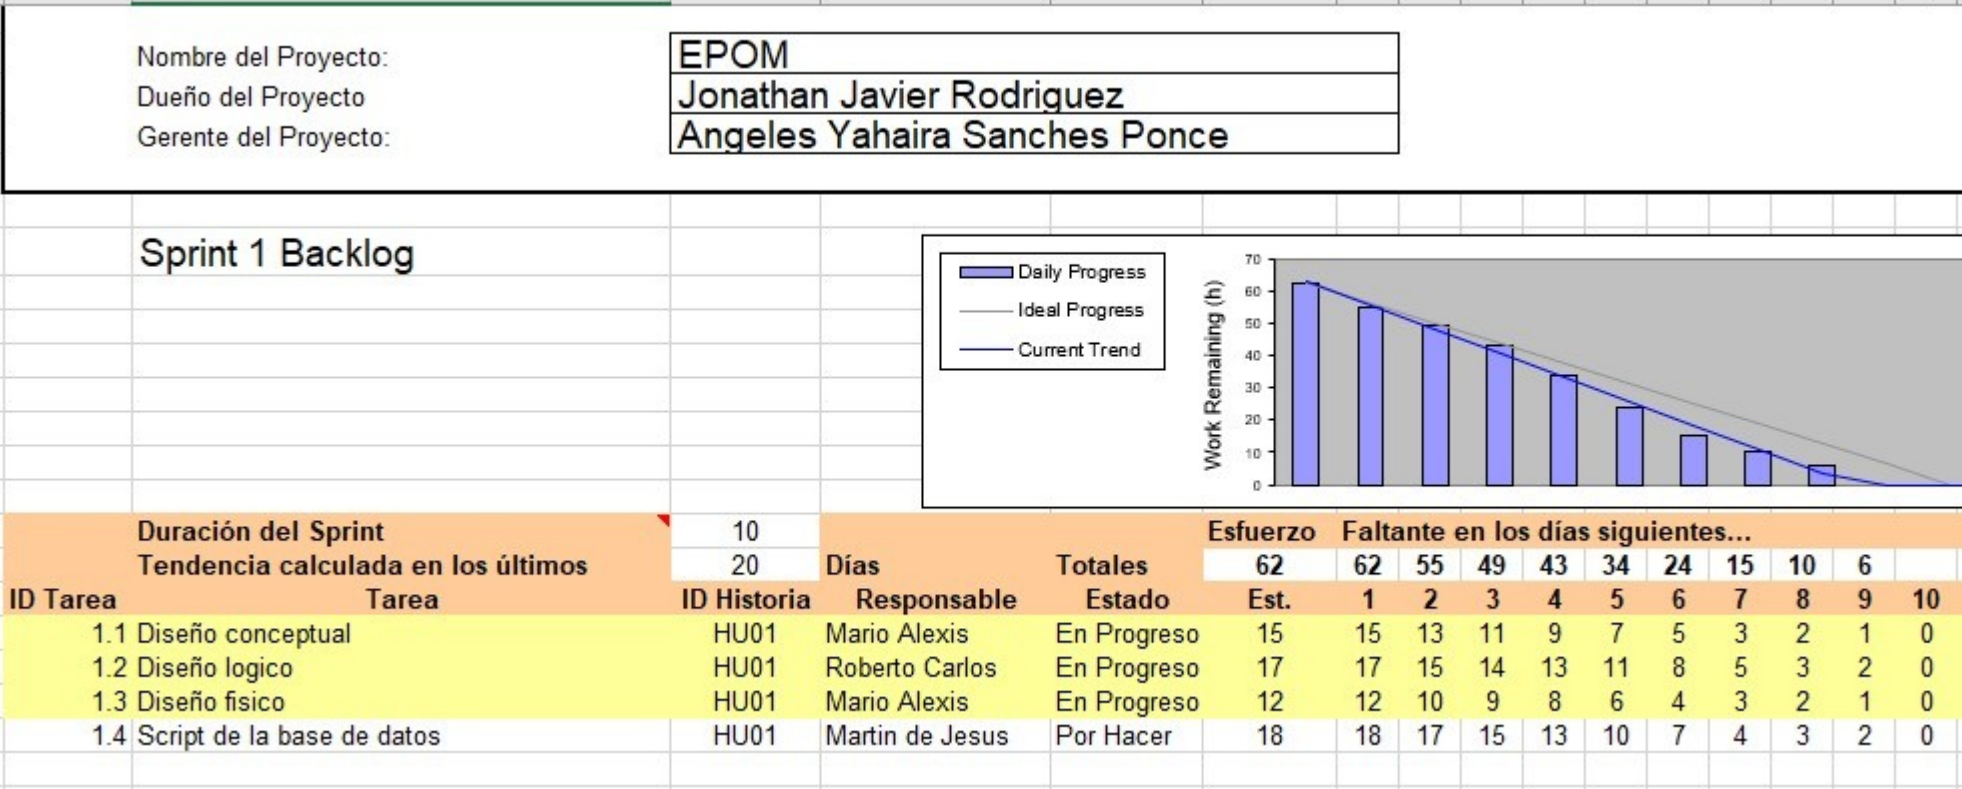 Nombre del Proyecto: EPOM
Dueño del Proyecto Jonathan Javier Rodriguez
Gerente del Proyecto: Angeles Yahaira Sanches Ponce
Sprint 1 Backlog
Daily Progress
Ideal Progress
Current Trend
Work Remaining (h)
70
60
50
40
30
20
10
0
Duración del Sprint 10 Esfuerzo Faltante en los días siguientes...
Tendencia calculada en los últimos 20 Días Totales 62 62 55 49 43 34 24 15 10 6
ID Tarea Tarea ID Historia Responsable Estado Est. 1 2 3 4 5 6 7 8 9 10
1.1 Diseño conceptual HU01 Mario Alexis En Progreso 15 15 13 11 9 7 5 3 2 1 0
1.2 Diseño logico HU01 Roberto Carlos En Progreso 17 17 15 14 13 11 8 5 3 2 0
1.3 Diseño fisico HU01 Mario Alexis En Progreso 12 12 10 9 8 6 4 3 2 1 0
1.4 Script de la base de datos HU01 Martin de Jesus Por Hacer 18 18 17 15 13 10 7 4 3 2 0